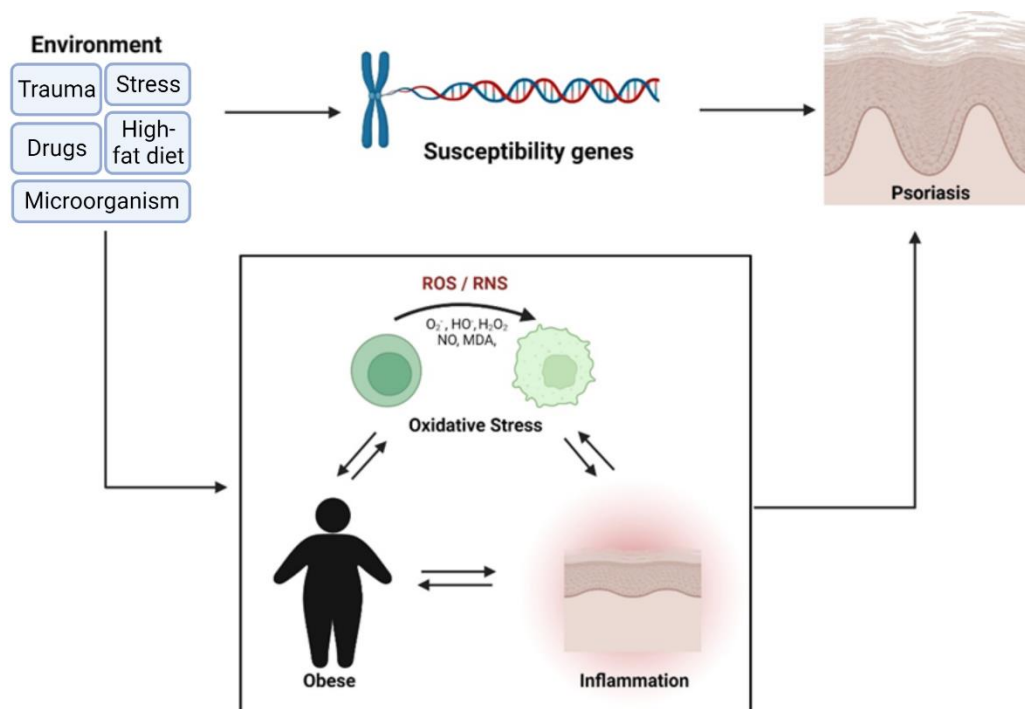 Environment
Trauma
Stress
Drugs
High-
fat diet
Microorganism
Susceptibility genes
Psoriasis
ROS / RNS
O₂⁻, HO⁻, H₂O₂
NO, MDA,
Oxidative Stress
Obese
Inflammation